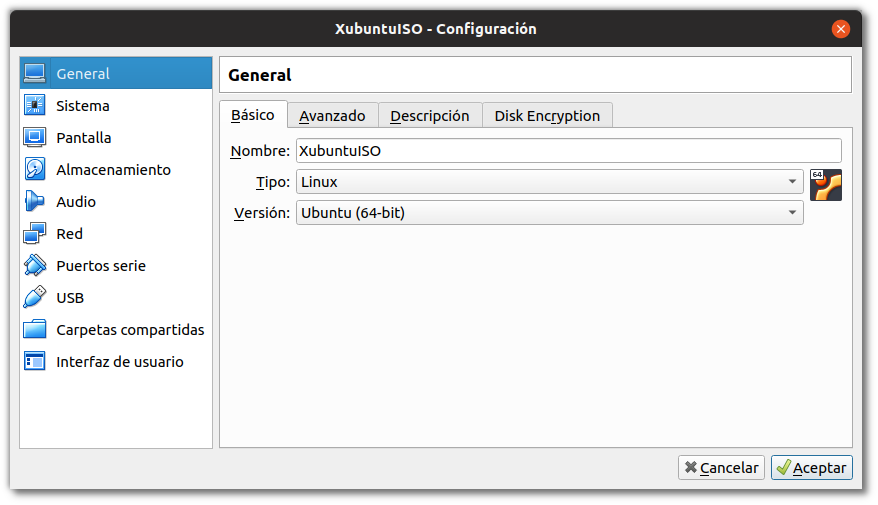 XubuntuISO - Configuración
General
Sistema
Pantalla
Almacenamiento
Audio
Red
Puertos serie
USB
Carpetas compartidas
Interfaz de usuario
General
Básico Avanzado Descripción Disk Encryption
Nombre: XubuntuISO
Tipo: Linux 64
Versión: Ubuntu (64-bit)
Cancelar Aceptar